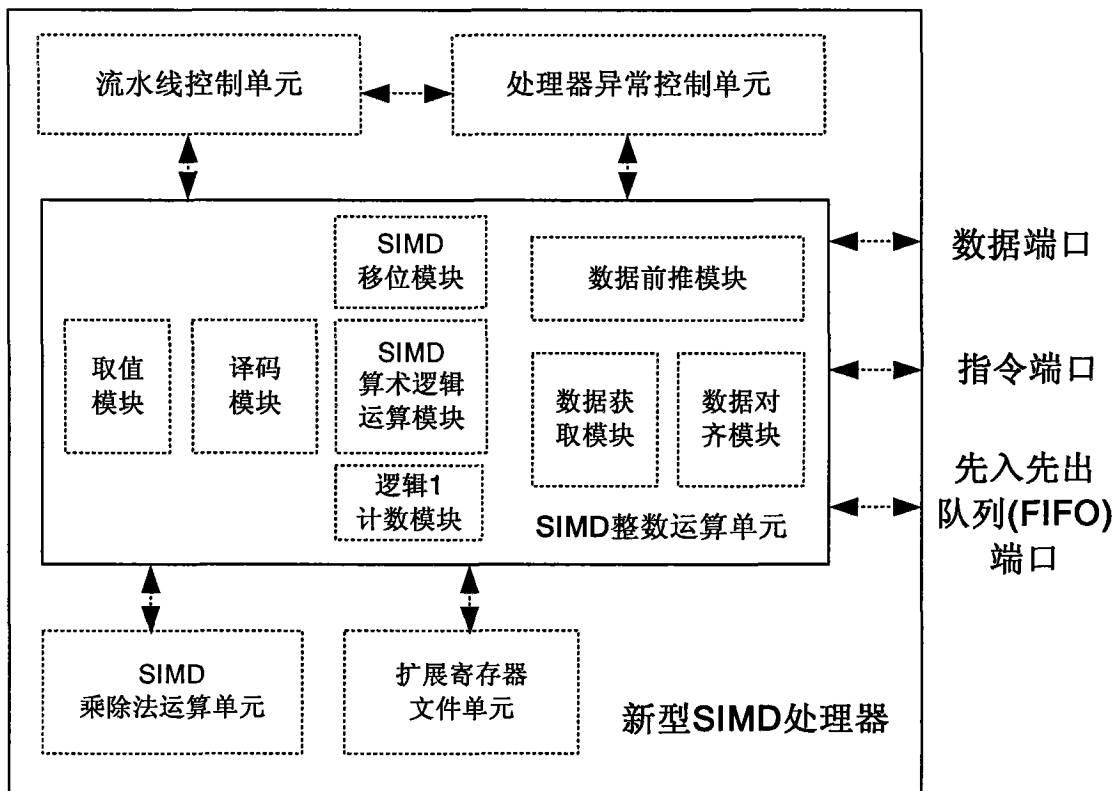 流水线控制单元
处理器异常控制单元
SIMD
移位模块
数据前推模块
取值
模块
译码
模块
SIMD
算术逻辑
运算模块
数据获
取模块
数据对
齐模块
逻辑1
计数模块
SIMD整数运算单元
数据端口
指令端口
先入先出
队列(FIFO)
端口
SIMD
乘除法运算单元
扩展寄存器
文件单元
新型SIMD处理器